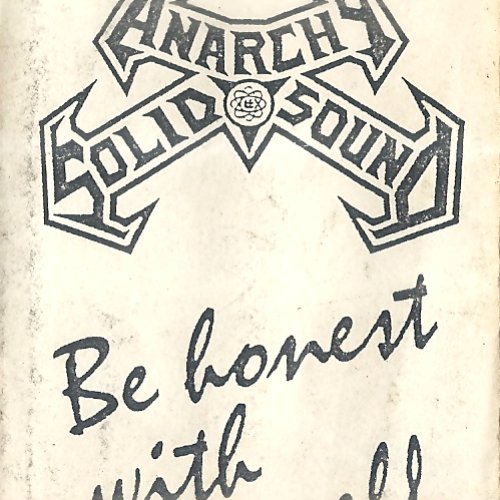 ANARCHY
SOLID SOUND
Be honest
with